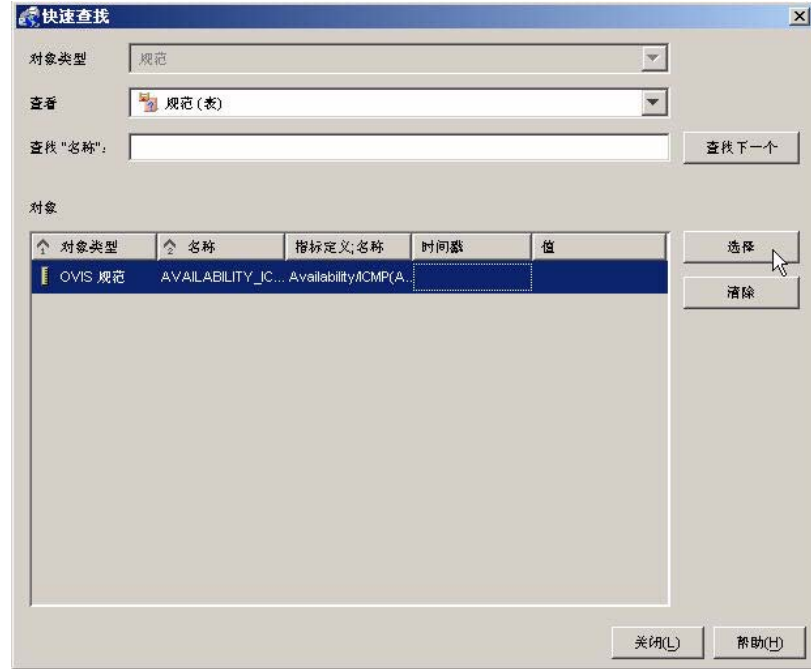 快速查找
对象类型
规范
查看
规范(表)
查找"名称":
查找下一个
对象
1 对象类型 2 名称 指标定义;名称 时间戳 值
OVIS 规范 AVAILABILITY_IC... Availability/ICMP(A...
选择
清除
关闭(L)
帮助(H)